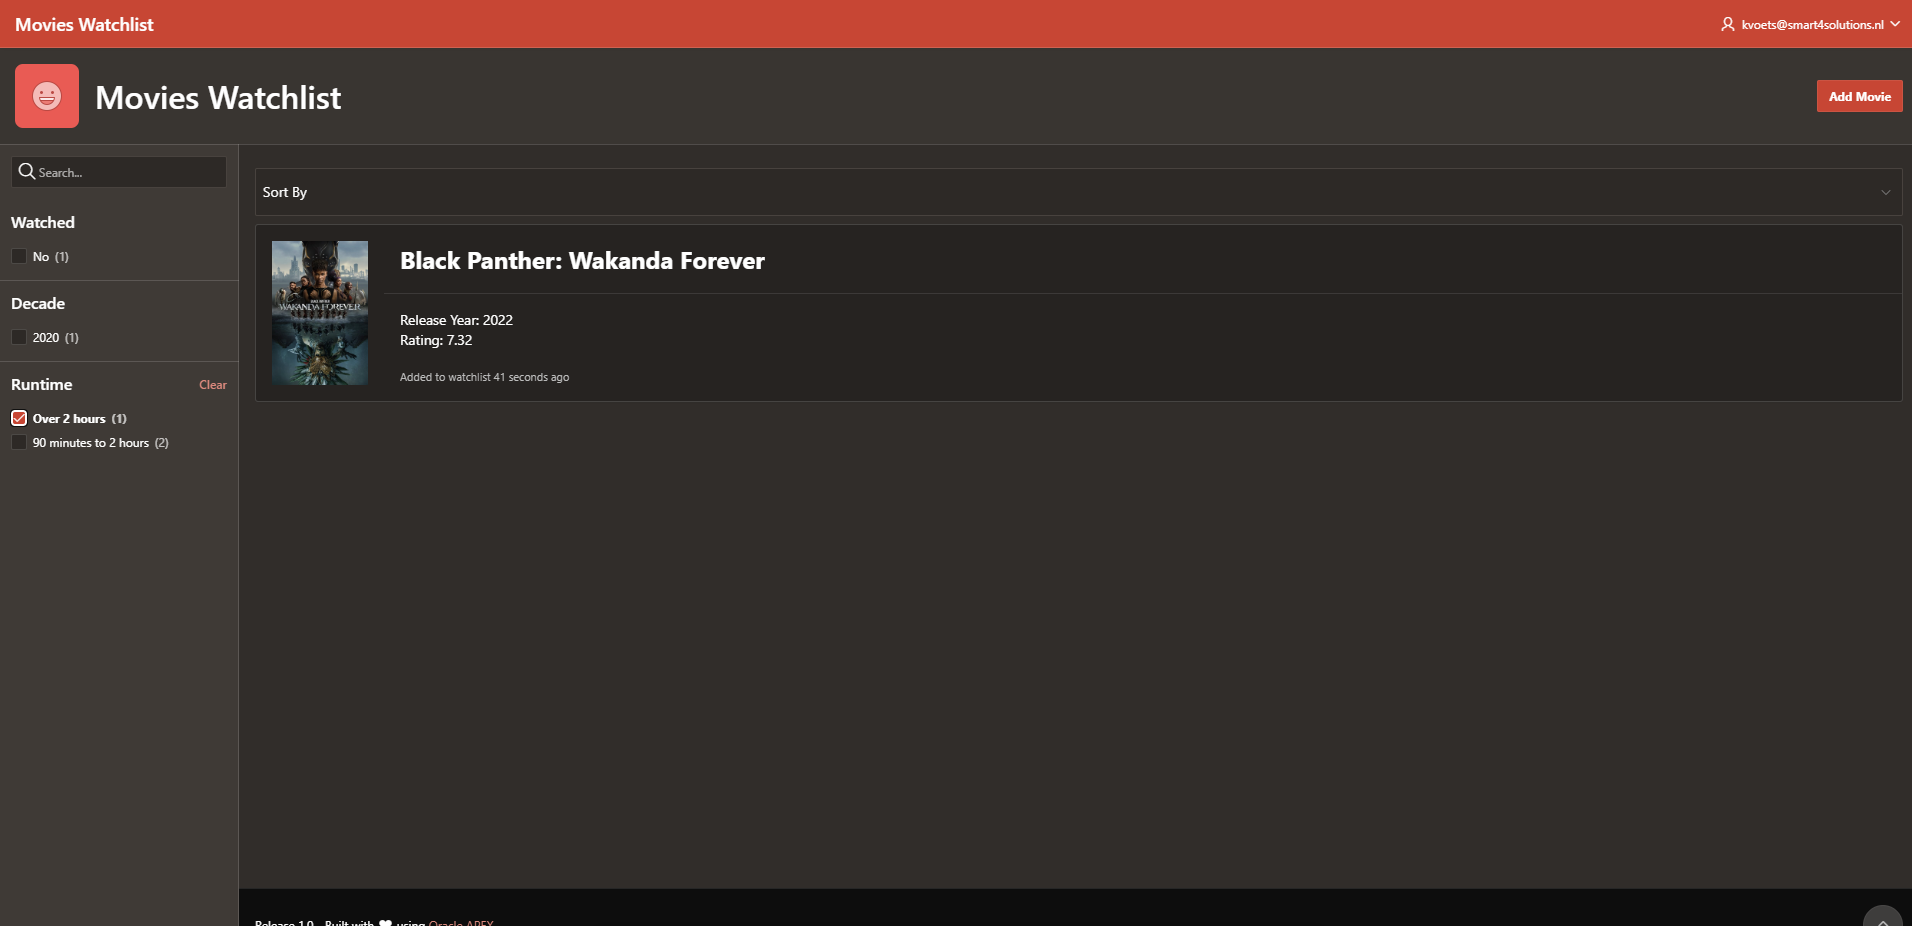 Movies Watchlist
kvoets@smart4solutions.nl
Movies Watchlist
Add Movie
Search...
Watched
No (1)
Decade
2020 (1)
Runtime
Clear
Over 2 hours (1)
90 minutes to 2 hours (2)
Sort By
WAKANDA FOREVER
Black Panther: Wakanda Forever
Release Year: 2022
Rating: 7.32
Added to watchlist 41 seconds ago
Release 1.0 Built with using Oracle APEX